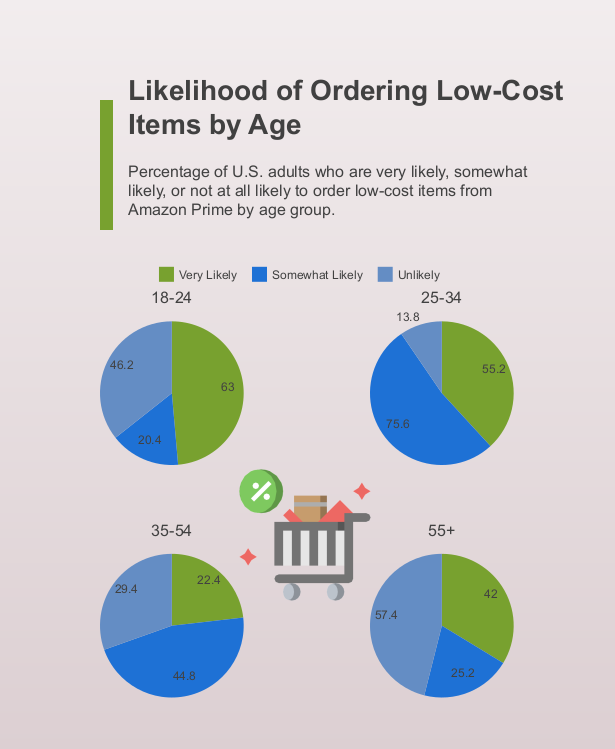 Likelihood of Ordering Low-Cost
Items by Age
Percentage of U.S. adults who are very likely, somewhat
likely, or not at all likely to order low-cost items from
Amazon Prime by age group.
Very Likely Somewhat Likely Unlikely
18-24
46.2
63
20.4
25-34
13.8
55.2
75.6
%
35-54
29.4
22.4
44.8
55+
57.4
42
25.2